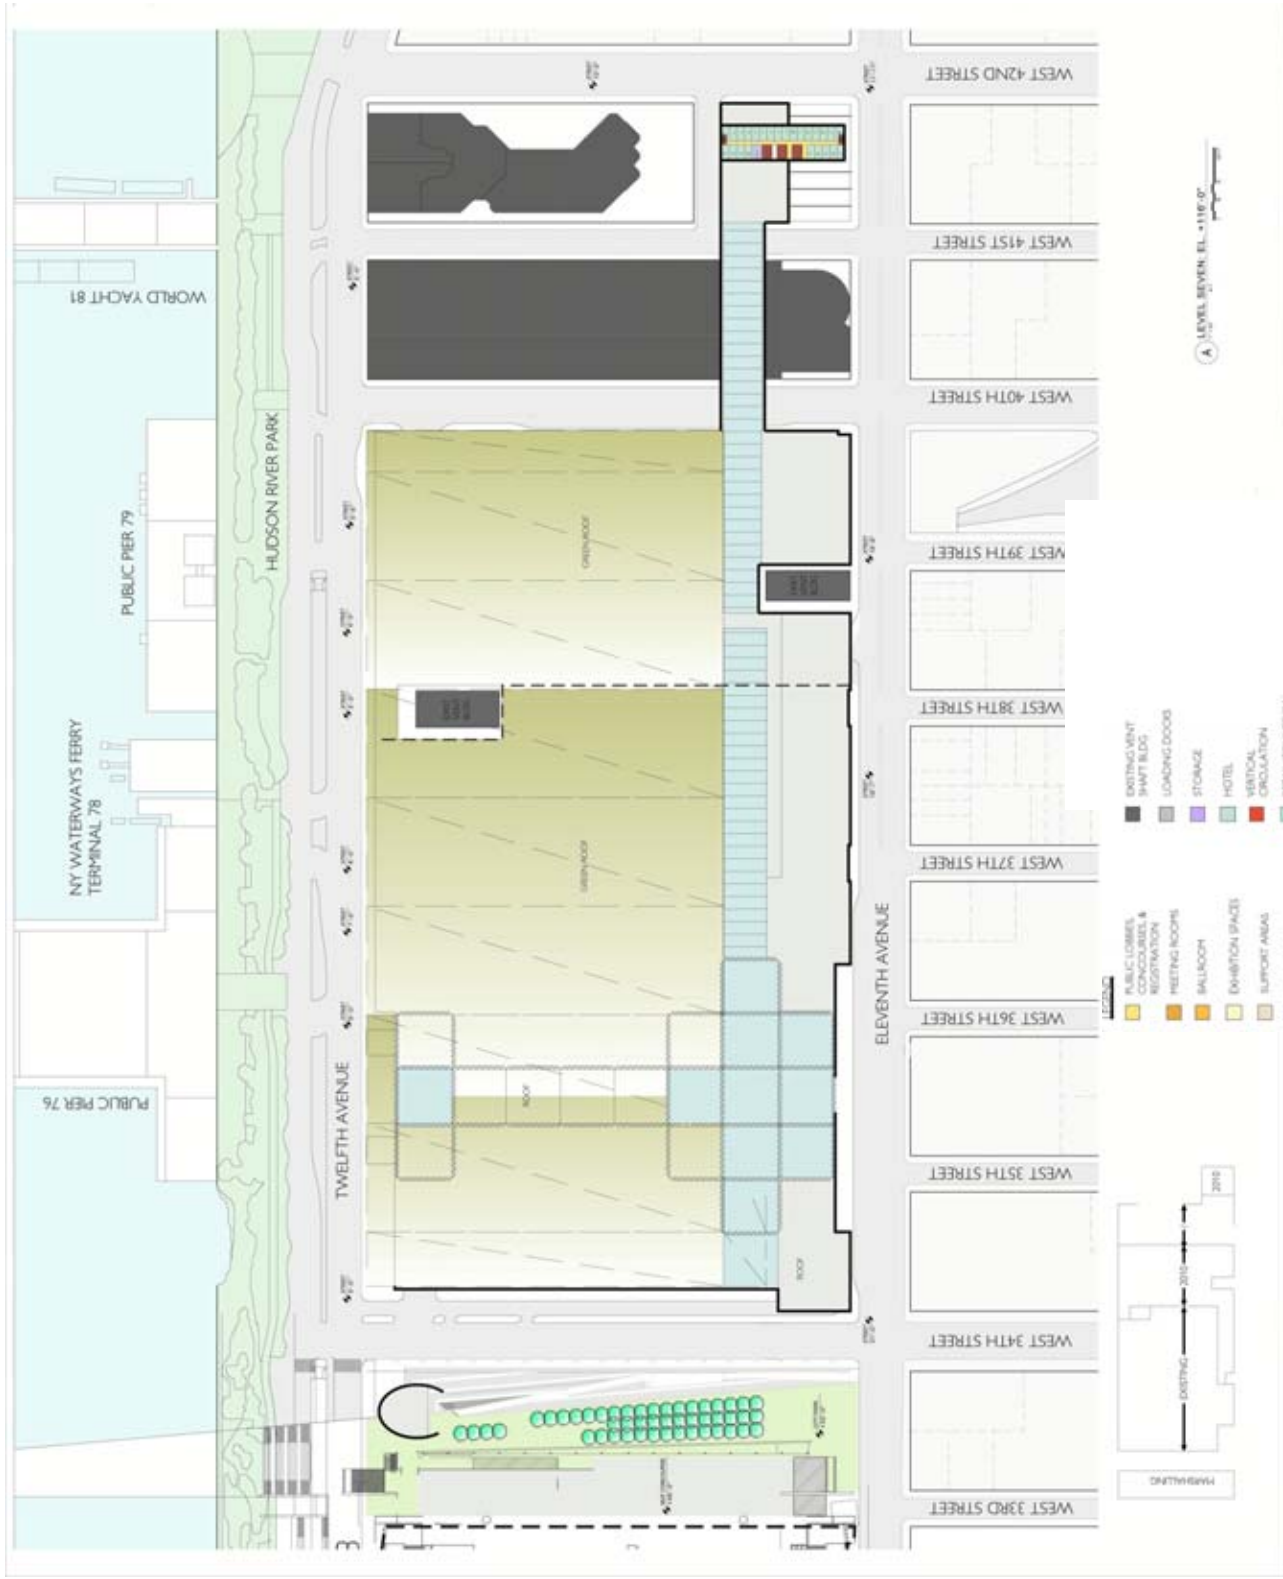 WEST 42ND STREET
WEST 41ST STREET
WORLD YACHT 81
WEST 40TH STREET
HUDSON RIVER PARK
PUBLIC PIER 79
GREEN ROOF
WEST 39TH STREET
NY WATERWAYS FERRY
TERMINAL 78
WEST 38TH STREET
GREEN ROOF
WEST 37TH STREET
ELEVENTH AVENUE
WEST 36TH STREET
TWELFTH AVENUE
ROOF
PUBLIC PIER 76
WEST 35TH STREET
ROOF
WEST 34TH STREET
WEST 33RD STREET
A
LEVEL SEVEN: EL. +116'-0"
LEGEND
PUBLIC LOBBIES,
CONCOURSES, &
REGISTRATION
MEETING ROOMS
BALLROOM
EXHIBITION SPACES
SUPPORT AREAS
EXISTING VENT
SHAFT BLDG
LOADING DOCKS
STORAGE
HOTEL
VERTICAL
CIRCULATION
MARSHALLING
EXISTING
2010
2010